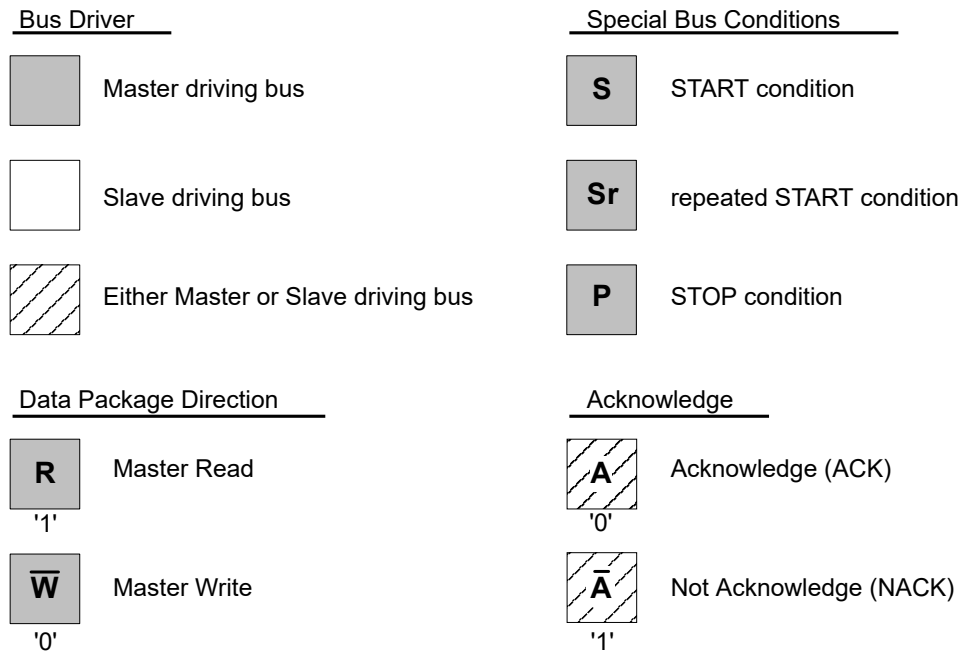 Bus Driver
Master driving bus
Slave driving bus
Either Master or Slave driving bus
Special Bus Conditions
S START condition
Sr repeated START condition
P STOP condition
Data Package Direction
R Master Read
'1'
W̅ Master Write
'0'
Acknowledge
A Acknowledge (ACK)
'0'
A̅ Not Acknowledge (NACK)
'1'